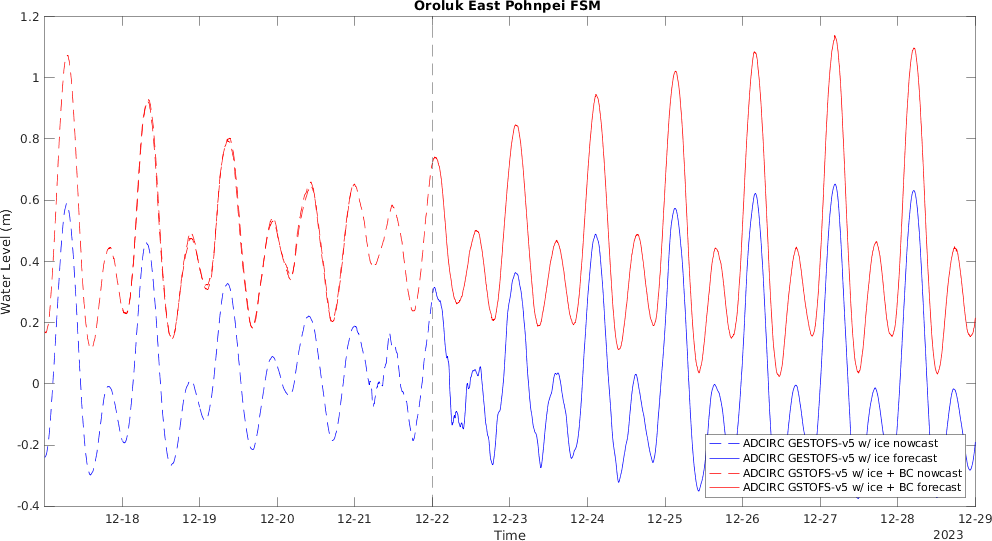 Oroluk East Pohnpei FSM
Water Level (m)
1.2
1
0.8
0.6
0.4
0.2
0
-0.2
-0.4
ADCIRC GESTOFS-v5 w/ ice nowcast
ADCIRC GESTOFS-v5 w/ ice forecast
ADCIRC GSTOFS-v5 w/ ice + BC nowcast
ADCIRC GSTOFS-v5 w/ ice + BC forecast
12-18 12-19 12-20 12-21 12-22 12-23 12-24 12-25 12-26 12-27 12-28 12-29
Time
2023